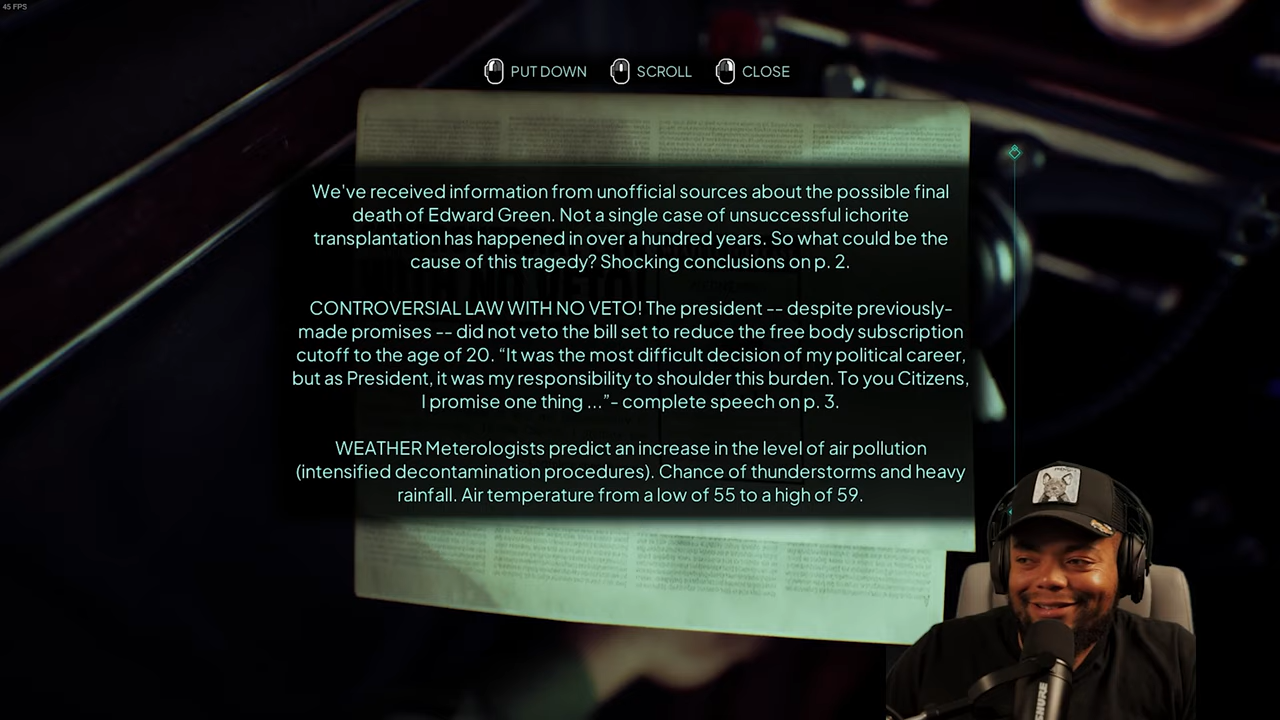 45 FPS
PUT DOWN SCROLL CLOSE
We've received information from unofficial sources about the possible final
death of Edward Green. Not a single case of unsuccessful ichorite
transplantation has happened in over a hundred years. So what could be the
cause of this tragedy? Shocking conclusions on p. 2.
CONTROVERSIAL LAW WITH NO VETO! The president -- despite previously-
made promises -- did not veto the bill set to reduce the free body subscription
cutoff to the age of 20. “It was the most difficult decision of my political career,
but as President, it was my responsibility to shoulder this burden. To you Citizens,
I promise one thing ...”- complete speech on p. 3.
WEATHER Meterologists predict an increase in the level of air pollution
(intensified decontamination procedures). Chance of thunderstorms and heavy
rainfall. Air temperature from a low of 55 to a high of 59.
SHURE